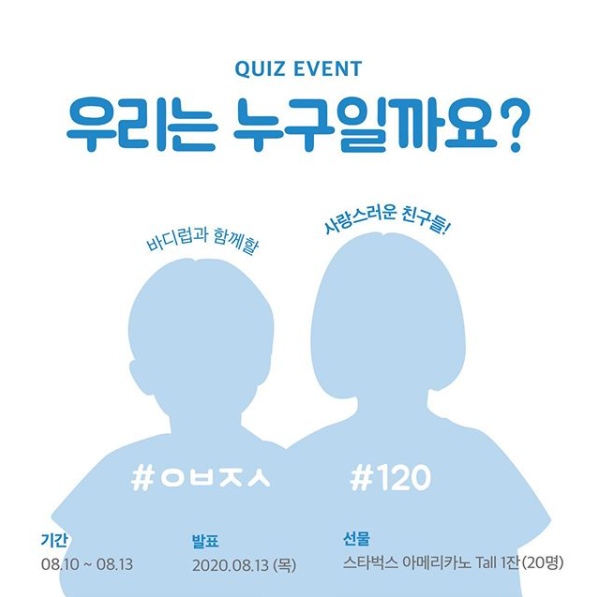 QUIZ EVENT
우리는 누구일까요?
바디럽과 함께할
사랑스러운 친구들!
#ㅇㅂㅈㅅ
#120
기간
08.10 ~ 08.13
발표
2020.08.13 (목)
선물
스타벅스 아메리카노 Tall 1잔(20명)